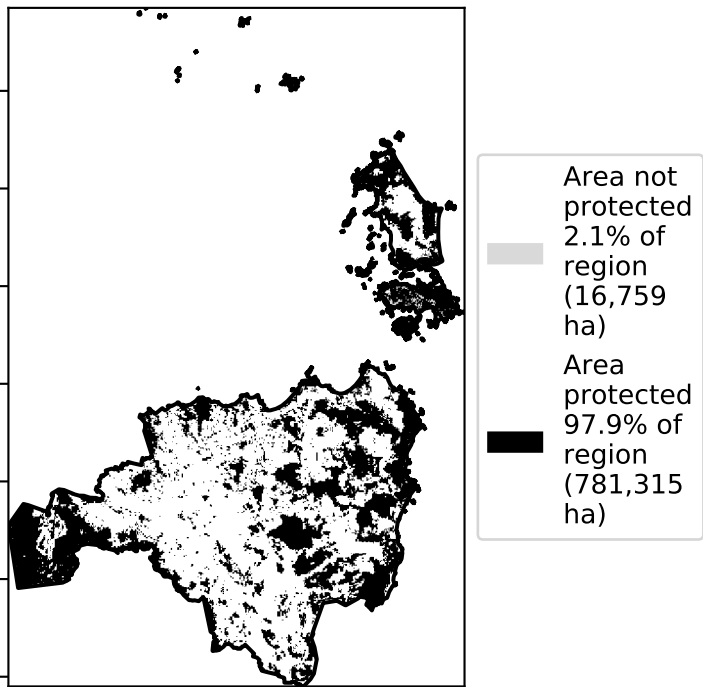 Area not
protected
2.1% of
region
(16,759
ha)
Area
protected
97.9% of
region
(781,315
ha)